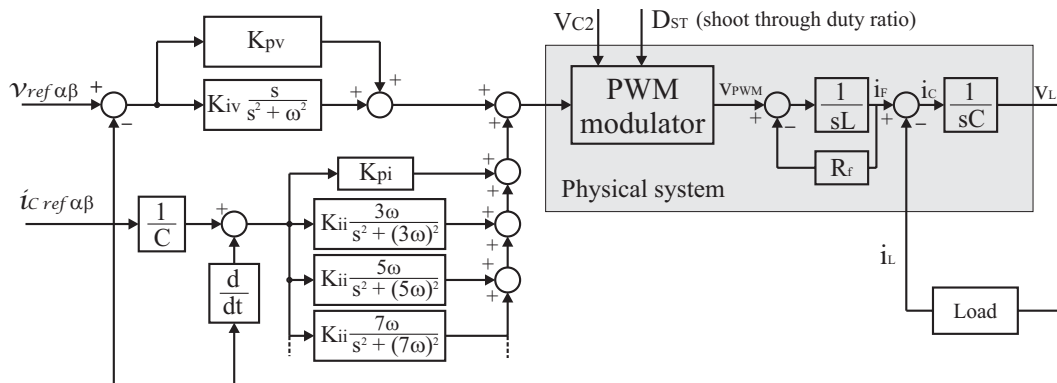 VC2
DST (shoot through duty ratio)
Kpv
+
+
νref αβ
−
Kiv s / (s² + ω²)
+
+
+
PWM
modulator
vPWM
+
−
1 / sL
iF
+
iC
−
1 / sC
vL
Rf
Physical system
Kpi
+
+
iC ref αβ
1 / C
+
+
Kii 3ω / (s² + (3ω)²)
+
+
d / dt
Kii 5ω / (s² + (5ω)²)
+
+
Kii 7ω / (s² + (7ω)²)
iL
Load